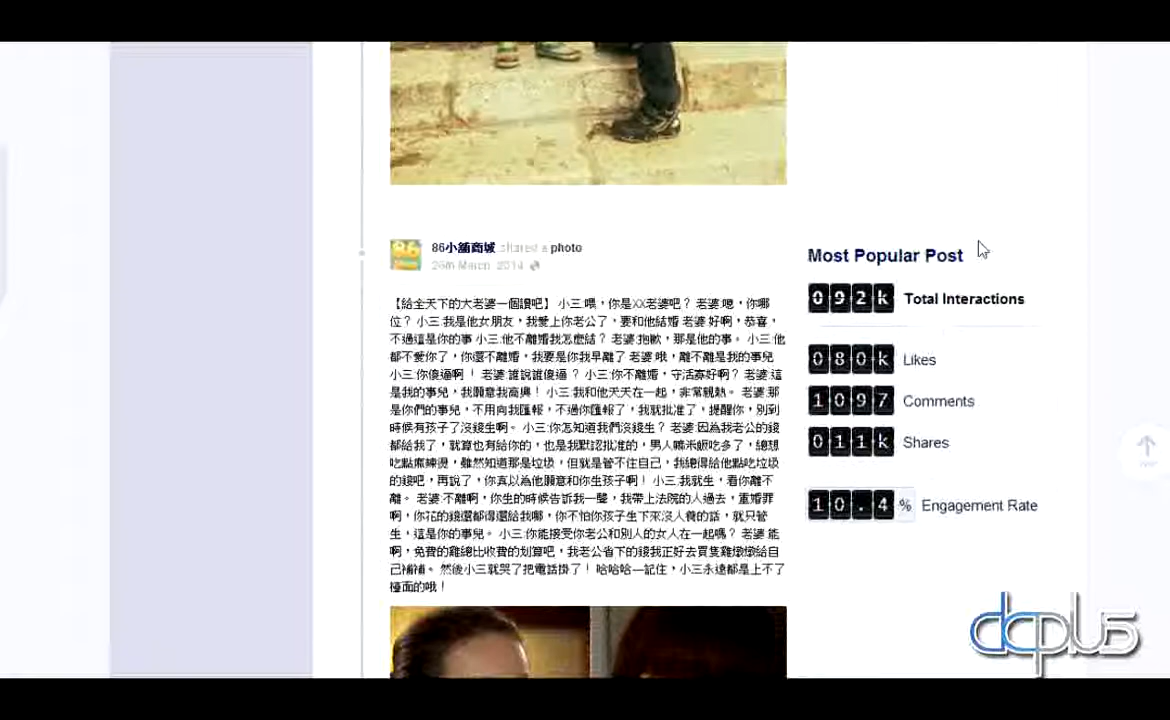 86小舖商城 shared a photo
26th March, 2014
【給全天下的大老婆一個讚吧】 小三:喂，你是XX老婆吧？ 老婆:嗯，你哪
位？ 小三:我是他女朋友，我愛上你老公了，要和他結婚 老婆:好啊，恭喜，
不過這是你的事 小三:他不離婚我怎麼結？ 老婆:抱歉，那是他的事。 小三:他
都不愛你了，你還不離婚，我要是你我早離了 老婆:哦，離不離是我的事兒
小三:你傻逼啊！ 老婆:誰說誰傻逼？ 小三:你不離婚，守活寡好啊？ 老婆:這
是我的事兒，我願意我高興！ 小三:我和他天天在一起，非常親熱。 老婆:那
是你們的事兒，不用向我匯報，不過你匯報了，我就批准了，提醒你，別到
時候有孩子了沒錢生啊。 小三:你怎知道我們沒錢生？ 老婆:因為我老公的錢
都給我了，就算也有給你的，也是我默認批准的，男人嘛米飯吃多了，總想
吃點麻辣燙，雖然知道那是垃圾，但就是管不住自己，我總得給他點吃垃圾
的錢吧，再說了，你真以為他願意和你生孩子啊！ 小三:我就生，看你離不
離。 老婆:不離啊，你生的時候告訴我一聲，我帶上法院的人過去，重婚罪
啊，你花的錢還都得還給我哪，你不怕你孩子生下來沒人養的話，就只管
生，這是你的事兒。 小三:你能接受你老公和別人的女人在一起嗎？ 老婆:能
啊，免費的雞總比收費的划算吧，我老公省下的錢我正好去買隻雞燉燉給自
己補補。 然後小三就哭了把電話掛了！ 哈哈哈—記住，小三永遠都是上不了
檯面的哦！
Most Popular Post
092k Total Interactions
080k Likes
1097 Comments
011k Shares
10.4 % Engagement Rate
dcplus